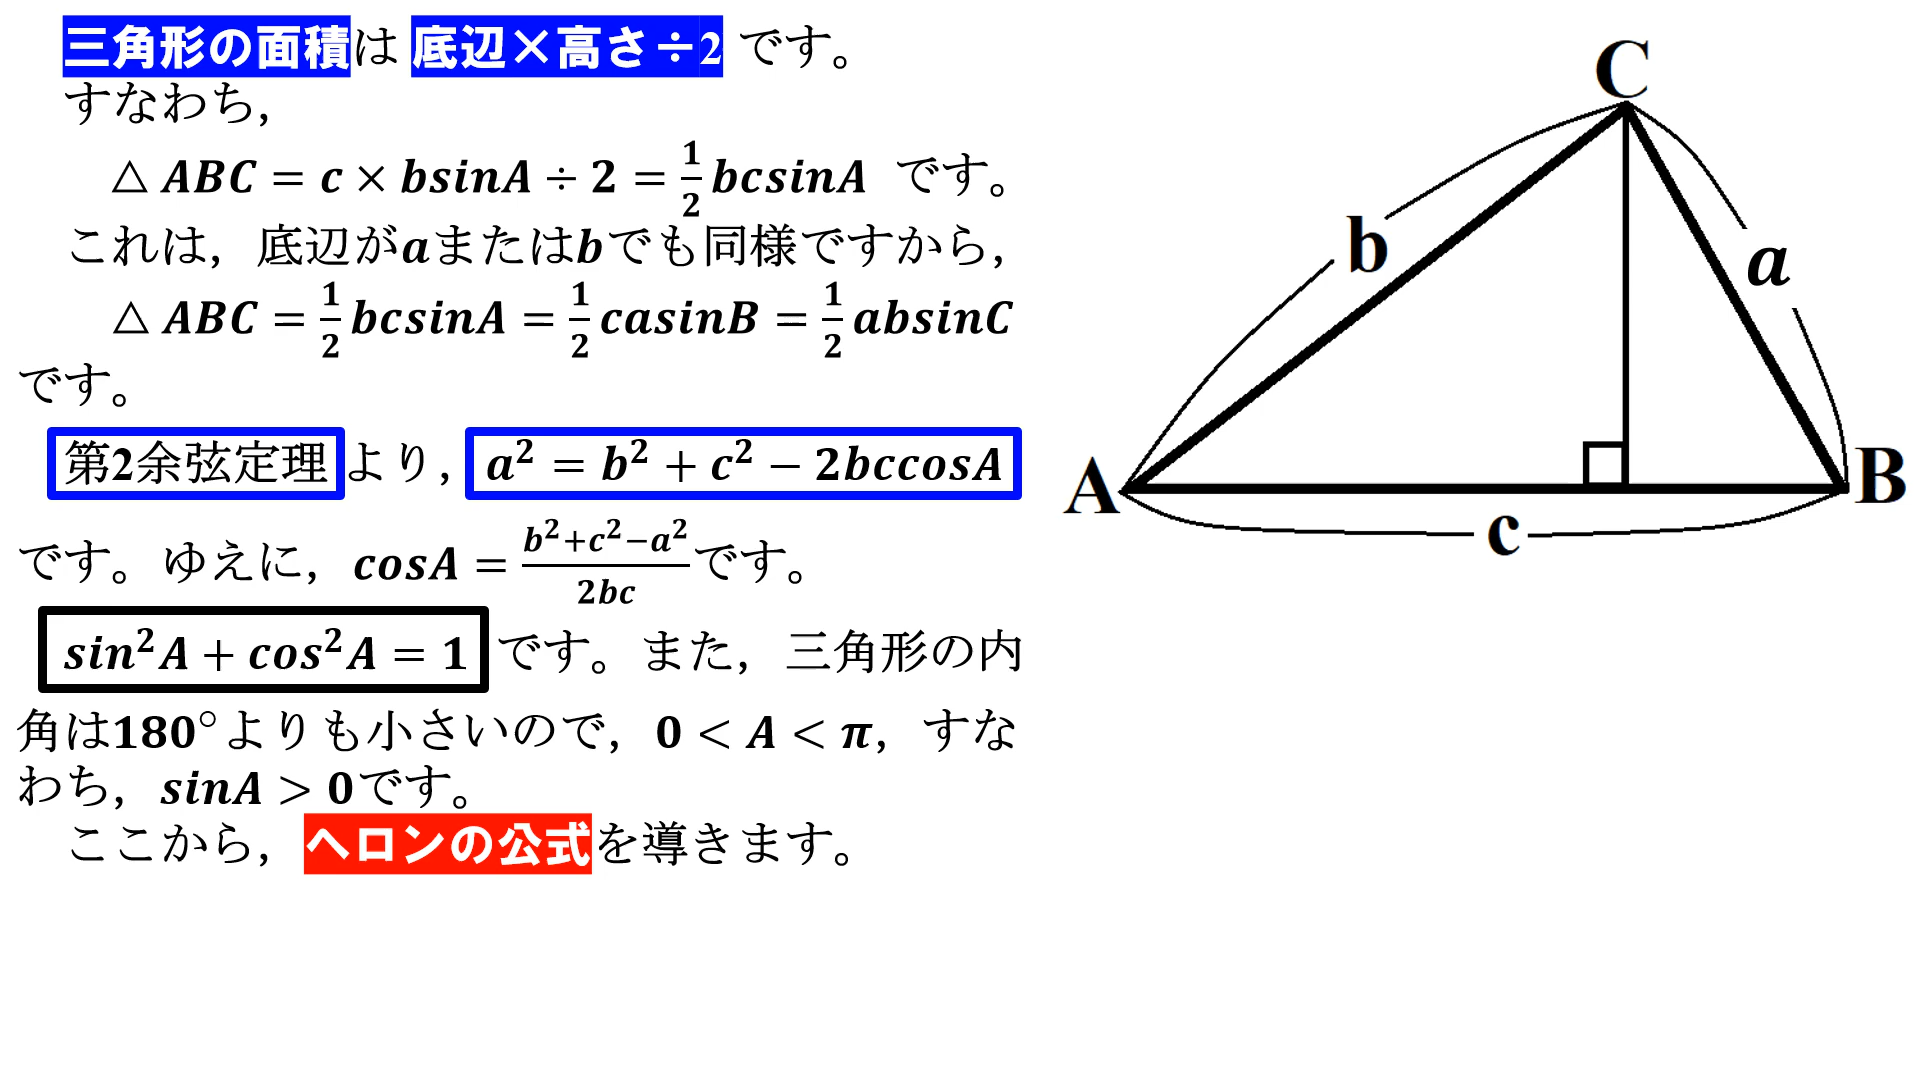 三角形の面積は 底辺×高さ÷2 です。
すなわち，
△ABC = c × bsinA ÷ 2 = 1/2 bcsinA です。
これは，底辺がaまたはbでも同様ですから，
△ABC = 1/2 bcsinA = 1/2 casinB = 1/2 absinC
です。
第2余弦定理より，a² = b² + c² − 2bccosA
です。ゆえに，cosA = (b²+c²−a²)/2bc です。
sin²A + cos²A = 1 です。また，三角形の内
角は180°よりも小さいので，0 < A < π，すな
わち，sinA > 0です。
ここから，ヘロンの公式を導きます。
C
b
a
A
B
c